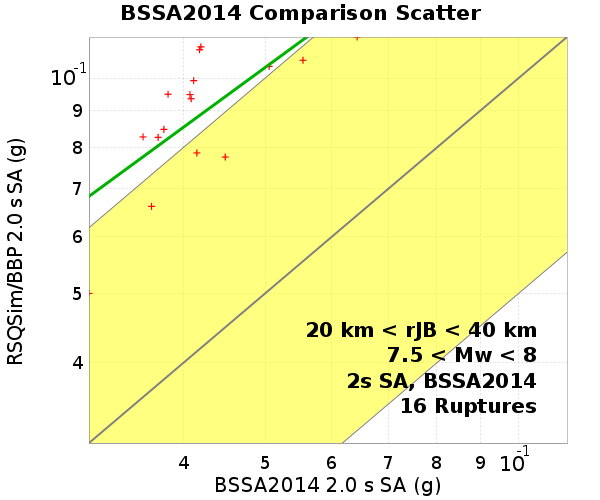 BSSA2014 Comparison Scatter
RSQSim/BBP 2.0 s SA (g)
10-1
9
8
7
6
5
4
20 km < rJB < 40 km
7.5 < Mw < 8
2s SA, BSSA2014
16 Ruptures
4 5 6 7 8 9 10-1
BSSA2014 2.0 s SA (g)